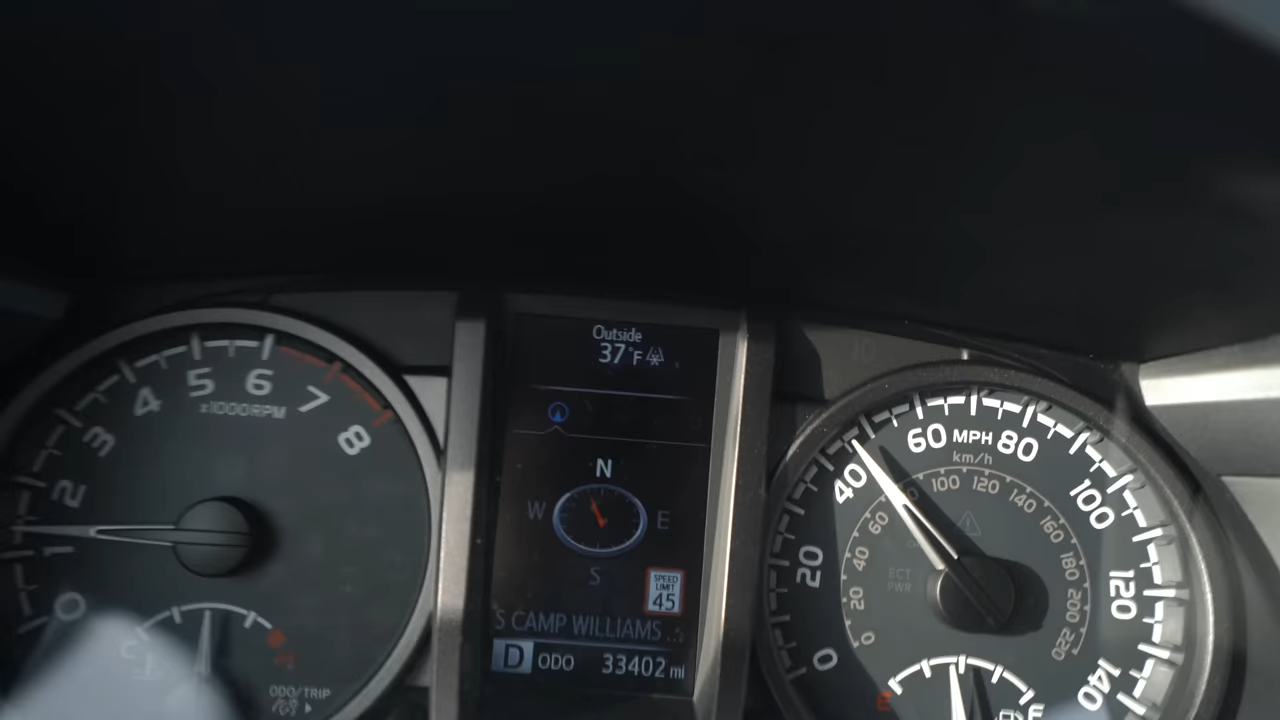 Outside
37°F
N
W E
S
SPEED
LIMIT
45
S CAMP WILLIAMS ...
D ODO 33402 mi
0 1 2 3 4 5 6 7 8
x1000RPM
ODO/TRIP
0 20 40 60 MPH 80 100 120 140
km/h
0 20 40 60 100 120 140 160 180 200 220
ECT
PWR
E F